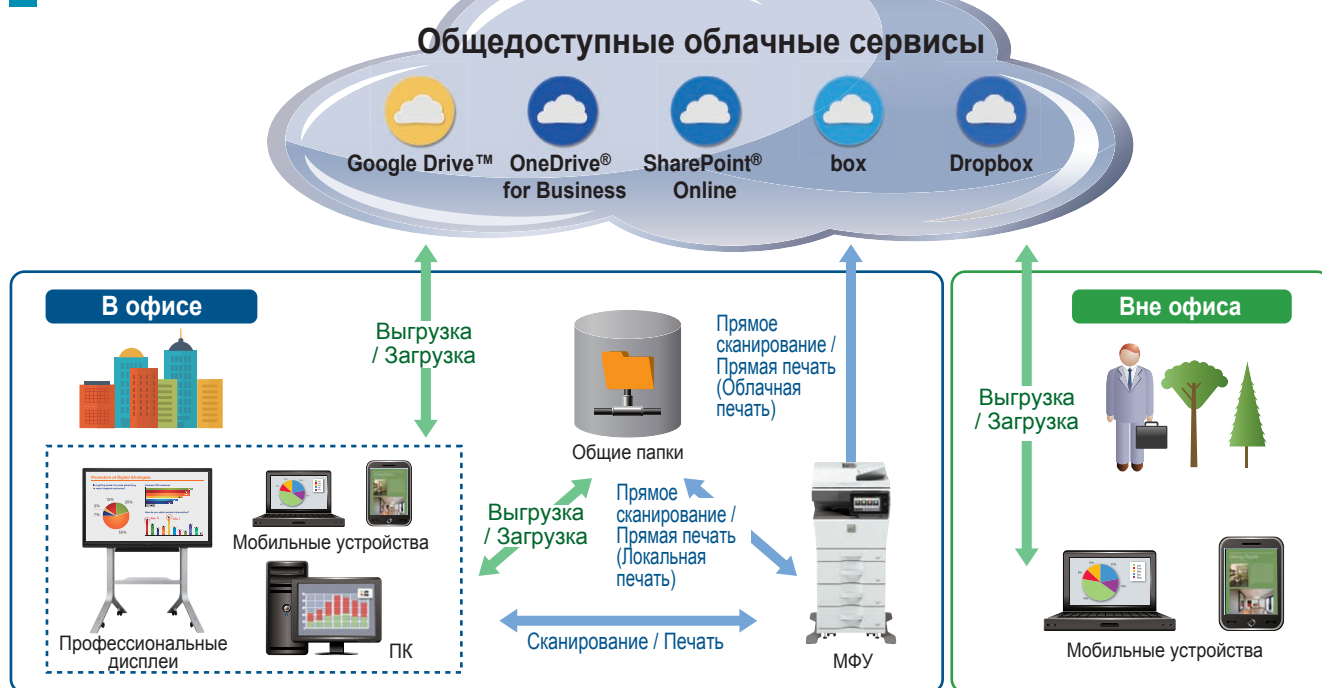 Общедоступные облачные сервисы
Google Drive™
OneDrive®
for Business
SharePoint®
Online
box
Dropbox
В офисе
Выгрузка
/ Загрузка
Общие папки
Прямое
сканирование /
Прямая печать
(Облачная
печать)
Выгрузка
/ Загрузка
Прямое
сканирование /
Прямая печать
(Локальная
печать)
Мобильные устройства
Профессиональные
дисплеи
ПК
Сканирование / Печать
МФУ
Вне офиса
Выгрузка
/ Загрузка
Мобильные устройства